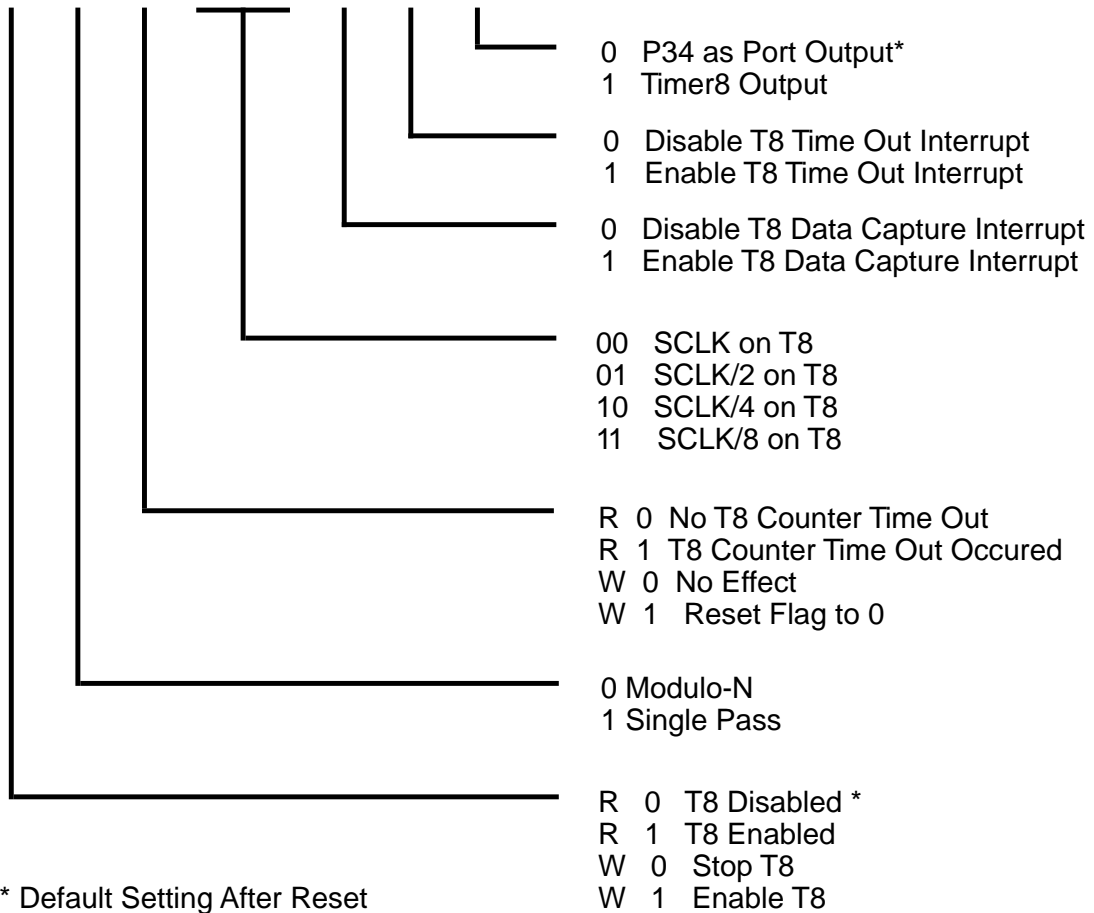 0 P34 as Port Output*
1 Timer8 Output
0 Disable T8 Time Out Interrupt
1 Enable T8 Time Out Interrupt
0 Disable T8 Data Capture Interrupt
1 Enable T8 Data Capture Interrupt
00 SCLK on T8
01 SCLK/2 on T8
10 SCLK/4 on T8
11 SCLK/8 on T8
R 0 No T8 Counter Time Out
R 1 T8 Counter Time Out Occured
W 0 No Effect
W 1 Reset Flag to 0
0 Modulo-N
1 Single Pass
R 0 T8 Disabled *
R 1 T8 Enabled
W 0 Stop T8
W 1 Enable T8
* Default Setting After Reset